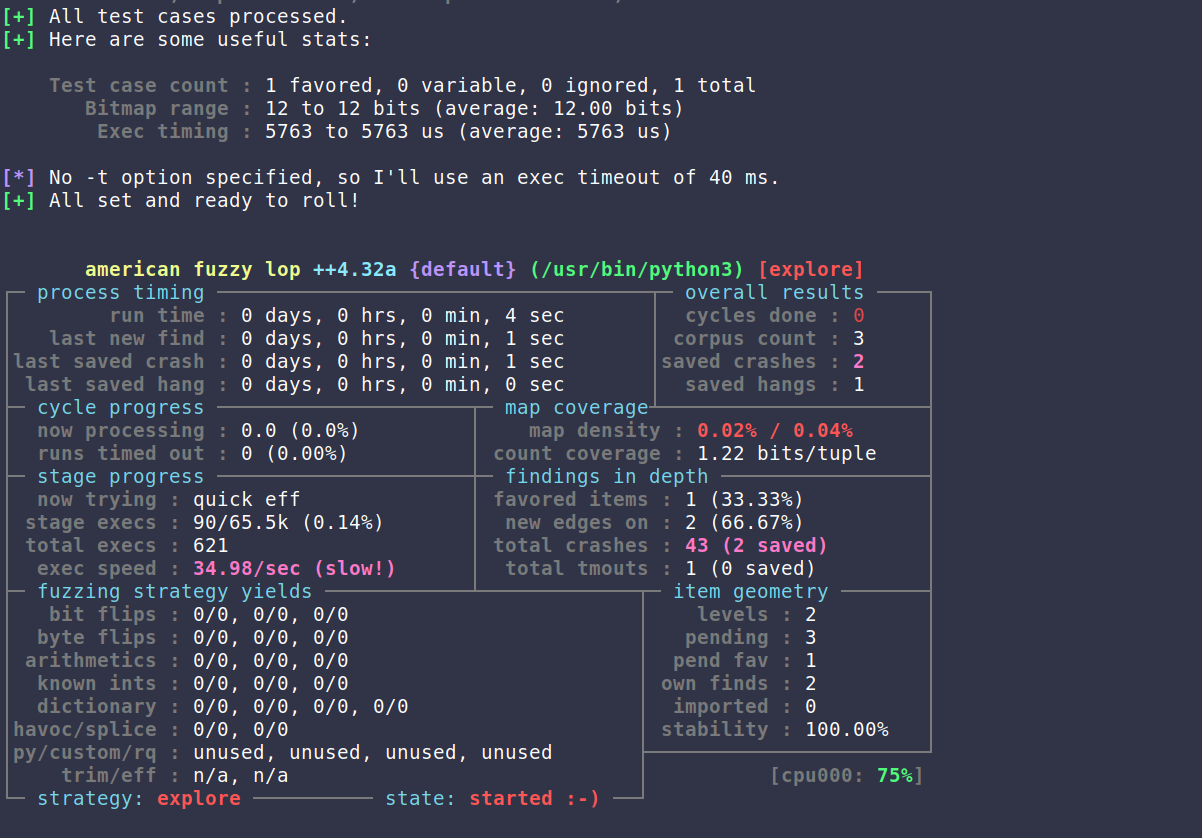 [+] All test cases processed.
[+] Here are some useful stats:
Test case count : 1 favored, 0 variable, 0 ignored, 1 total
Bitmap range : 12 to 12 bits (average: 12.00 bits)
Exec timing : 5763 to 5763 us (average: 5763 us)
[*] No -t option specified, so I'll use an exec timeout of 40 ms.
[+] All set and ready to roll!
american fuzzy lop ++4.32a {default} (/usr/bin/python3) [explore]
process timing overall results
run time : 0 days, 0 hrs, 0 min, 4 sec cycles done : 0
last new find : 0 days, 0 hrs, 0 min, 1 sec corpus count : 3
last saved crash : 0 days, 0 hrs, 0 min, 1 sec saved crashes : 2
last saved hang : 0 days, 0 hrs, 0 min, 0 sec saved hangs : 1
cycle progress map coverage
now processing : 0.0 (0.0%) map density : 0.02% / 0.04%
runs timed out : 0 (0.00%) count coverage : 1.22 bits/tuple
stage progress findings in depth
now trying : quick eff favored items : 1 (33.33%)
stage execs : 90/65.5k (0.14%) new edges on : 2 (66.67%)
total execs : 621 total crashes : 43 (2 saved)
exec speed : 34.98/sec (slow!) total tmouts : 1 (0 saved)
fuzzing strategy yields item geometry
bit flips : 0/0, 0/0, 0/0 levels : 2
byte flips : 0/0, 0/0, 0/0 pending : 3
arithmetics : 0/0, 0/0, 0/0 pend fav : 1
known ints : 0/0, 0/0, 0/0 own finds : 2
dictionary : 0/0, 0/0, 0/0, 0/0 imported : 0
havoc/splice : 0/0, 0/0 stability : 100.00%
py/custom/rq : unused, unused, unused, unused
trim/eff : n/a, n/a [cpu000: 75%]
strategy: explore state: started :-)